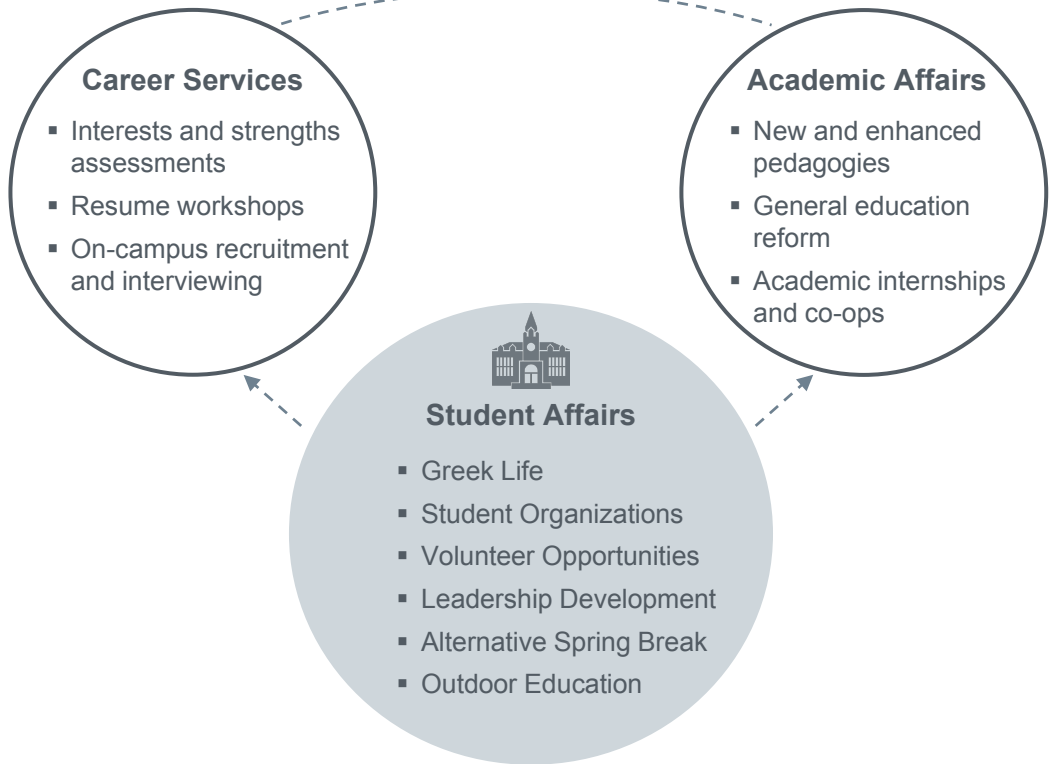 Career Services
▪ Interests and strengths
assessments
▪ Resume workshops
▪ On-campus recruitment
and interviewing
Academic Affairs
▪ New and enhanced
pedagogies
▪ General education
reform
▪ Academic internships
and co-ops
Student Affairs
▪ Greek Life
▪ Student Organizations
▪ Volunteer Opportunities
▪ Leadership Development
▪ Alternative Spring Break
▪ Outdoor Education